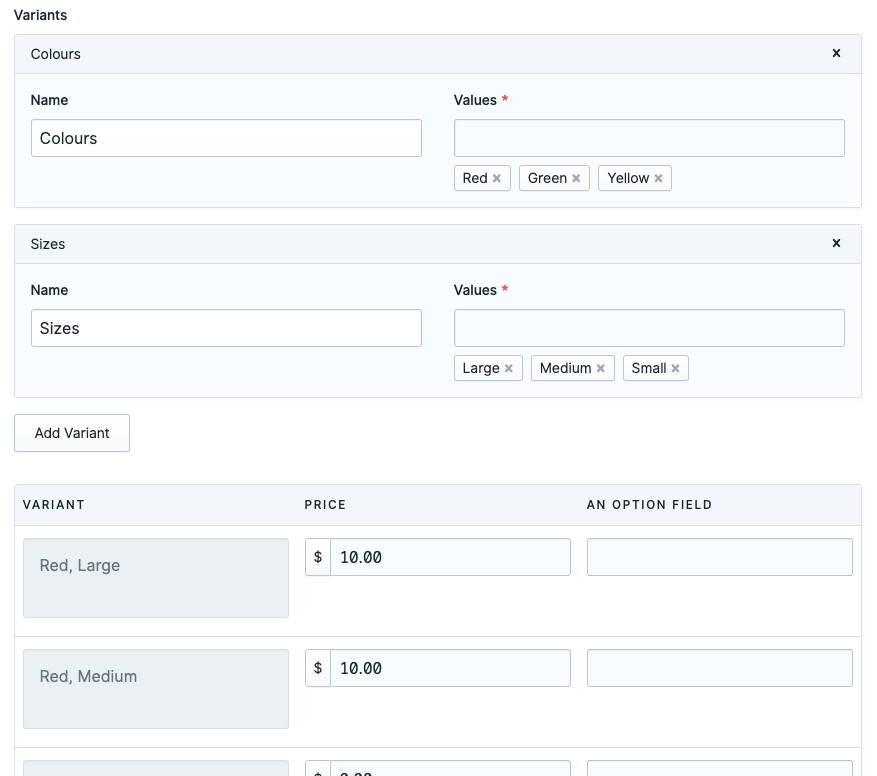 Variants
Colours ×
Name Values *
Colours
Red × Green × Yellow ×
Sizes ×
Name Values *
Sizes
Large × Medium × Small ×
Add Variant
VARIANT PRICE AN OPTION FIELD
Red, Large $ 10.00
Red, Medium $ 10.00